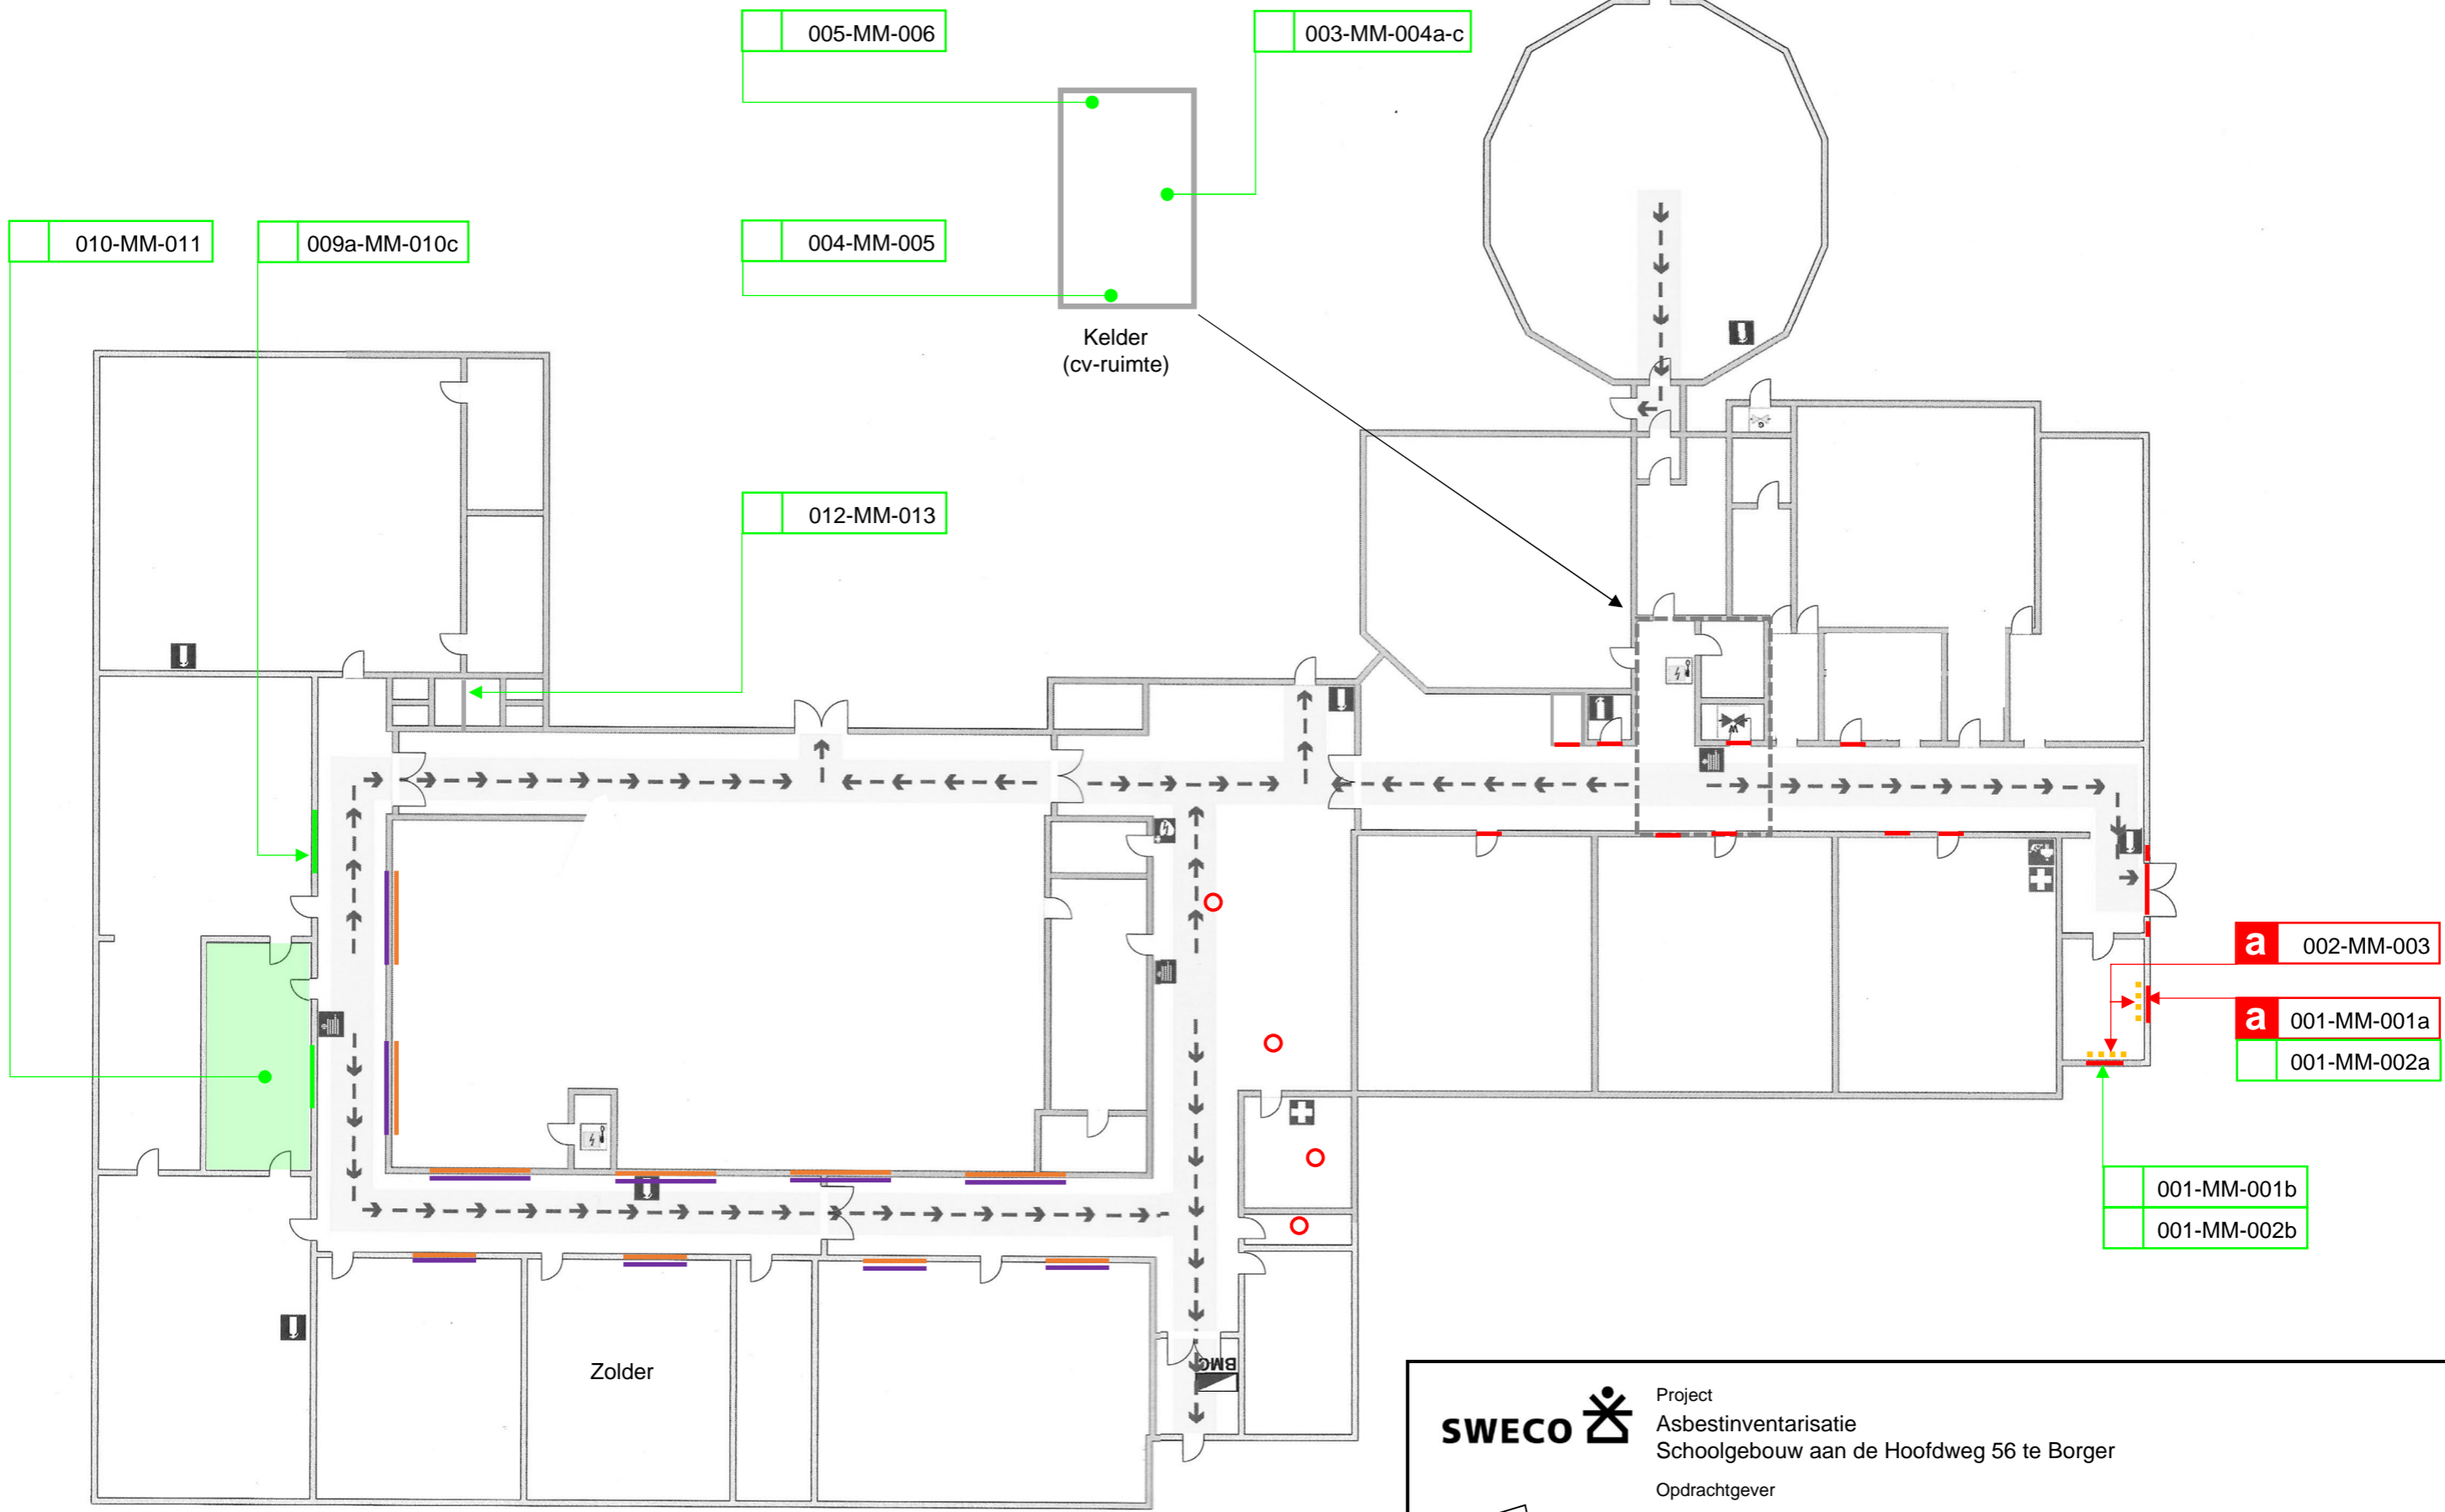 005-MM-006
003-MM-004a-c
010-MM-011
009a-MM-010c
004-MM-005
Kelder
(cv-ruimte)
012-MM-013
a 002-MM-003
a 001-MM-001a
001-MM-002a
001-MM-001b
001-MM-002b
Zolder
BMC
SWECO
Project
Asbestinventarisatie
Schoolgebouw aan de Hoofdweg 56 te Borger
Opdrachtgever